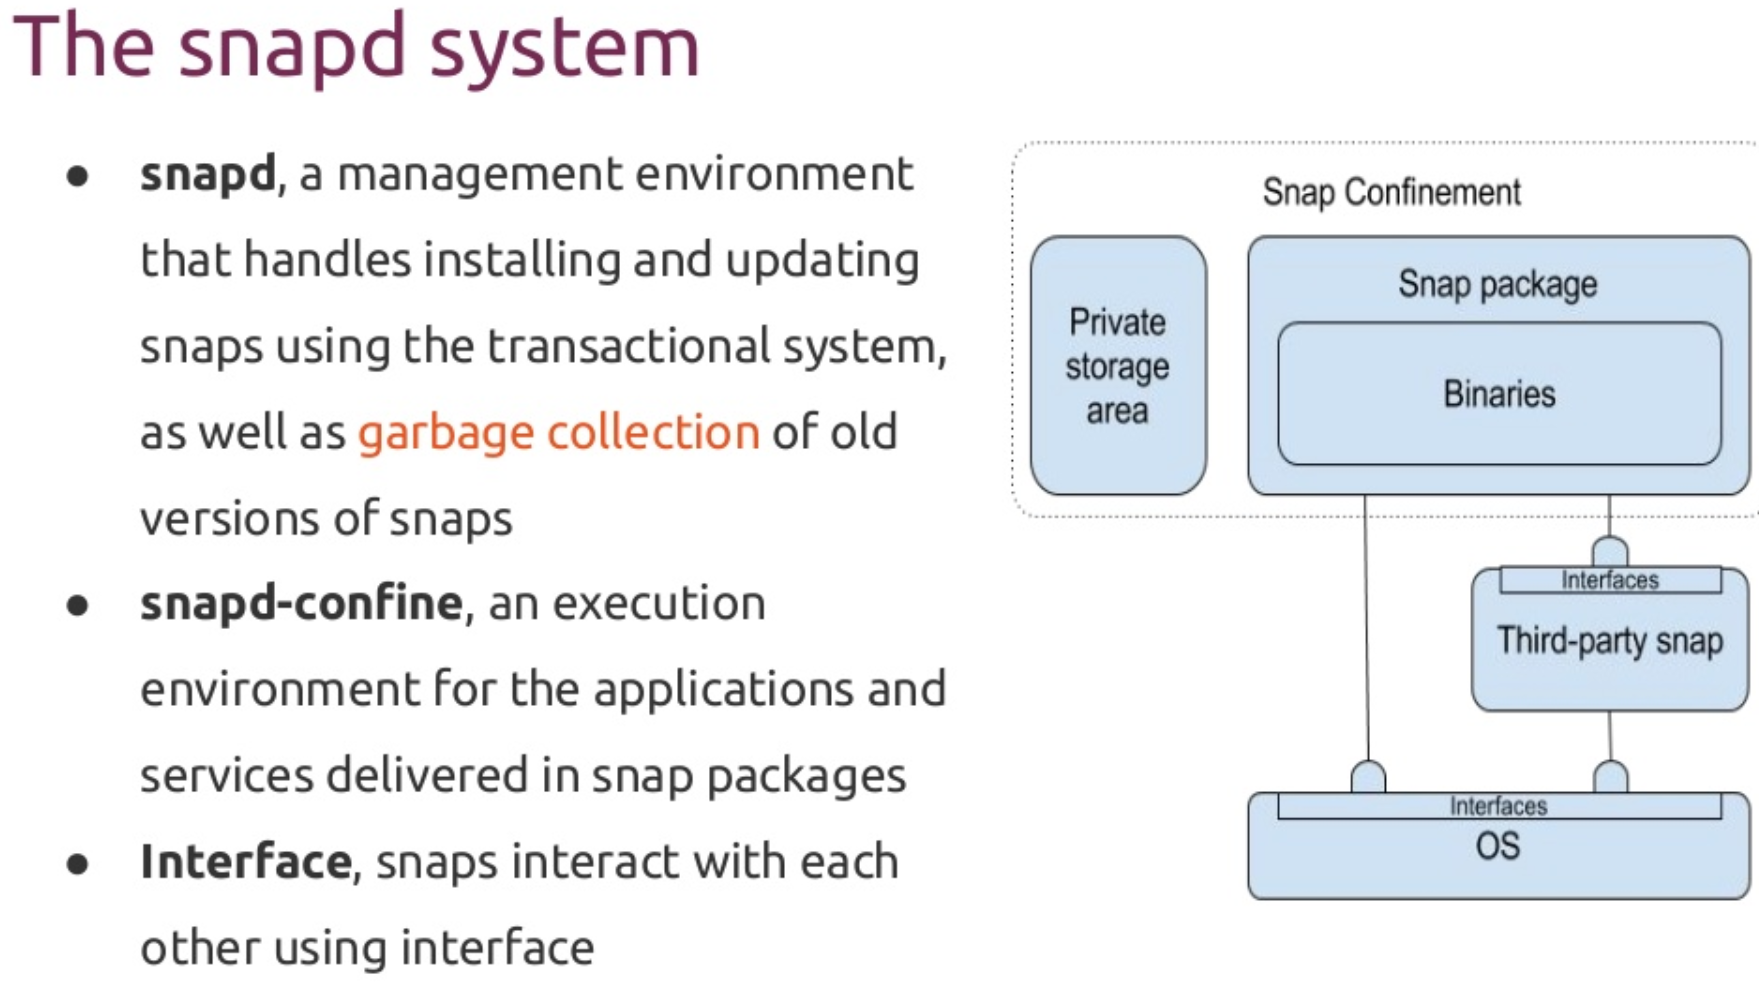 The snapd system
● snapd, a management environment
that handles installing and updating
snaps using the transactional system,
as well as garbage collection of old
versions of snaps
● snapd-confine, an execution
environment for the applications and
services delivered in snap packages
● Interface, snaps interact with each
other using interface
Snap Confinement
Private
storage
area
Snap package
Binaries
Interfaces
Third-party snap
Interfaces
OS